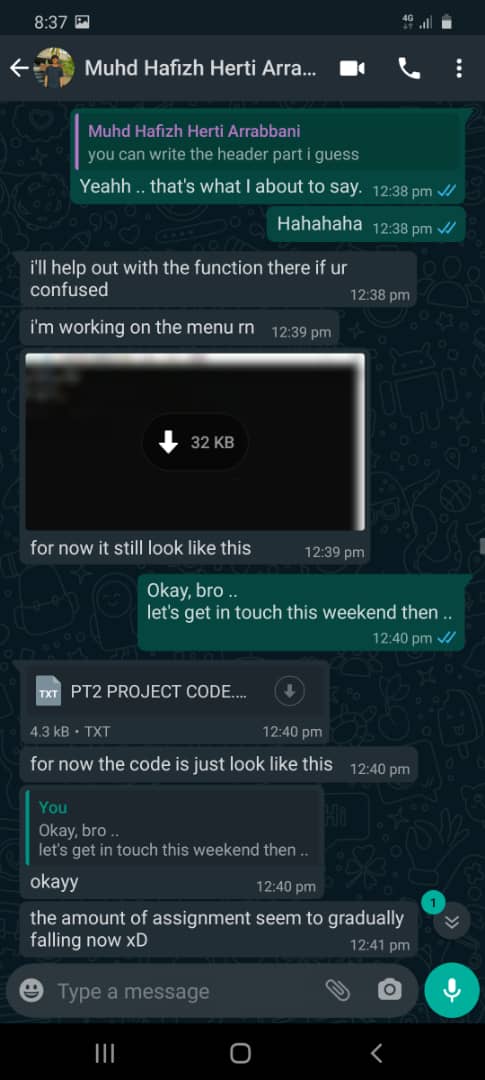 8:37
4G
Muhd Hafizh Herti Arra...
Muhd Hafizh Herti Arrabbani
you can write the header part i guess
Yeahh .. that's what I about to say. 12:38 pm
Hahahaha 12:38 pm
i'll help out with the function there if ur
confused
12:38 pm
i'm working on the menu rn 12:39 pm
32 KB
for now it still look like this 12:39 pm
Okay, bro ..
let's get in touch this weekend then ..
12:40 pm
TXT PT2 PROJECT CODE....
4.3 kB • TXT 12:40 pm
for now the code is just look like this 12:40 pm
You
Okay, bro ..
let's get in touch this weekend then ..
okayy 12:40 pm
the amount of assignment seem to gradually
falling now xD 12:41 pm
1
Type a message